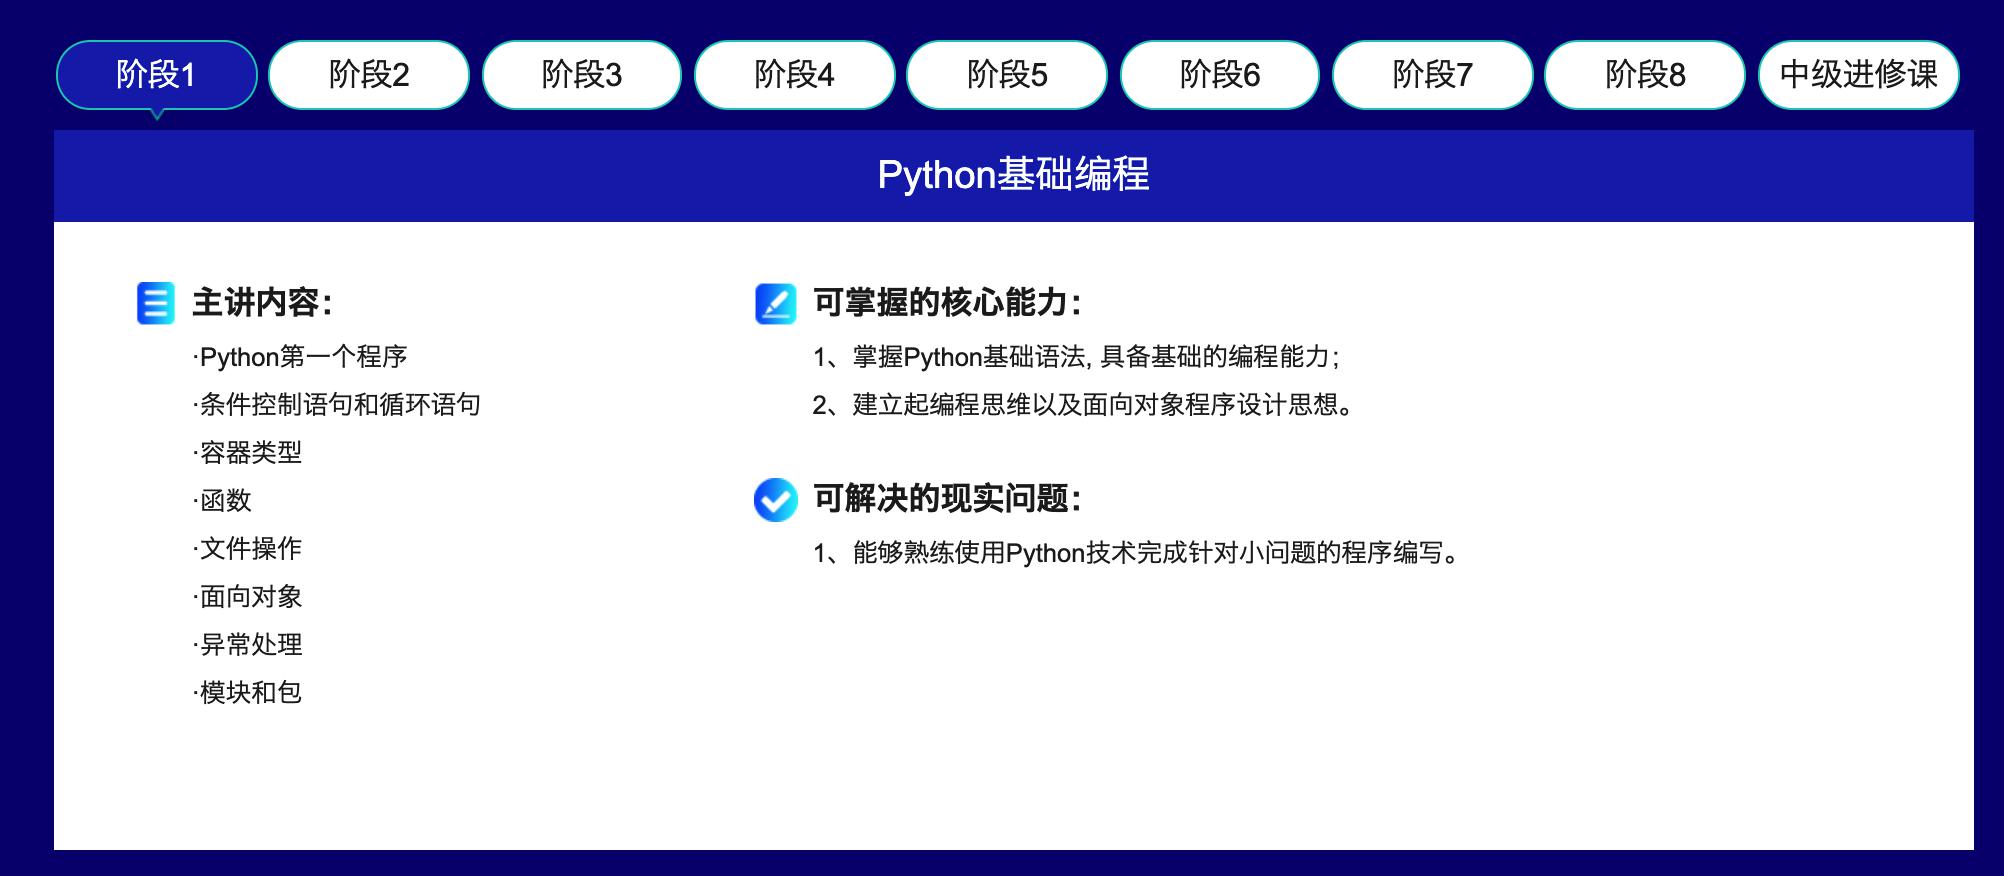 阶段1 阶段2 阶段3 阶段4 阶段5 阶段6 阶段7 阶段8 中级进修课
Python基础编程
主讲内容：
·Python第一个程序
·条件控制语句和循环语句
·容器类型
·函数
·文件操作
·面向对象
·异常处理
·模块和包
可掌握的核心能力：
1、掌握Python基础语法, 具备基础的编程能力；
2、建立起编程思维以及面向对象程序设计思想。
可解决的现实问题：
1、能够熟练使用Python技术完成针对小问题的程序编写。